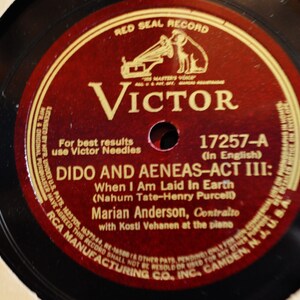 RED SEAL RECORD
"HIS MASTER'S VOICE"
VICTOR
For best results
use Victor Needles
17257-A
(In English)
DIDO AND AENEAS—ACT III:
When I Am Laid In Earth
(Nahum Tate-Henry Purcell)
Marian Anderson, Contralto
with Kosti Vehanen at the piano
RCA MANUFACTURING CO., INC., CAMDEN, N.J., U.S.A.